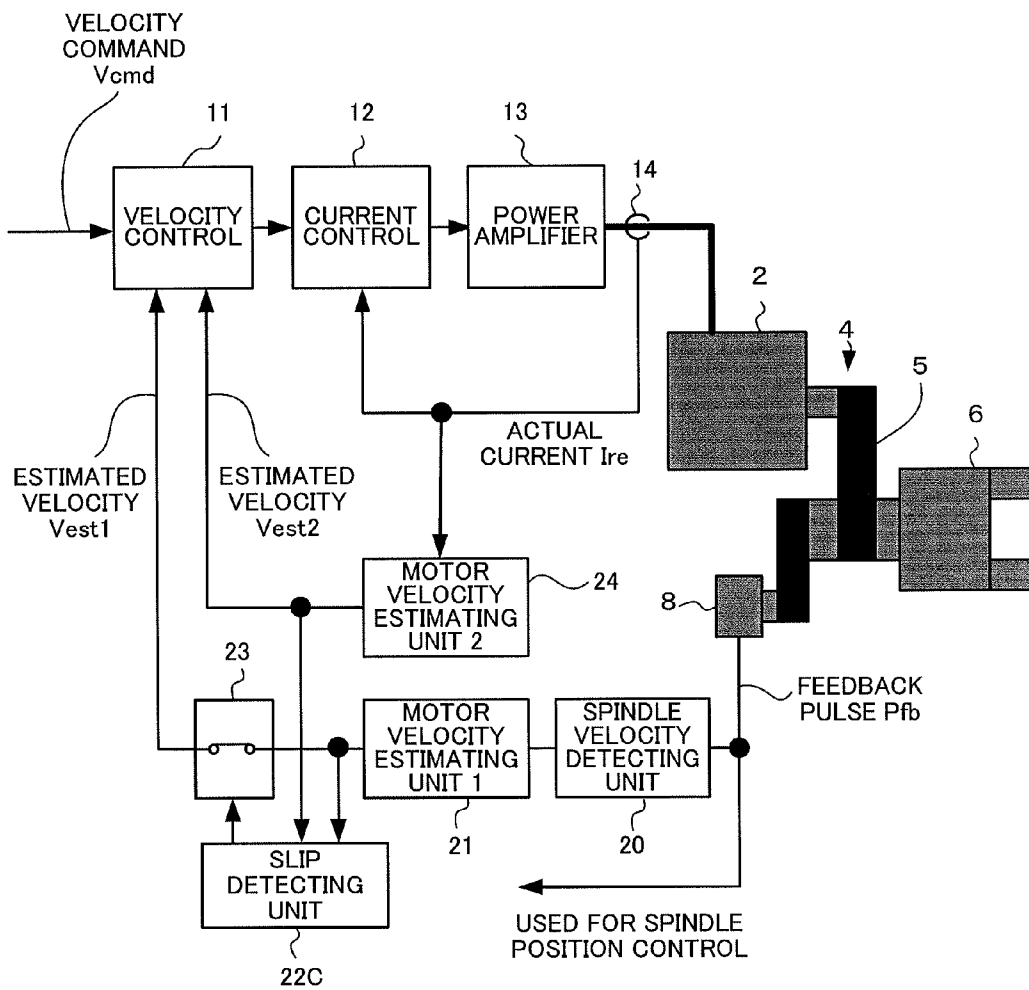 VELOCITY
COMMAND
Vcmd
11
12
13
14
VELOCITY
CONTROL
CURRENT
CONTROL
POWER
AMPLIFIER
2
4
5
6
ACTUAL
CURRENT Ire
ESTIMATED
VELOCITY
Vest1
ESTIMATED
VELOCITY
Vest2
MOTOR
VELOCITY
ESTIMATING
UNIT 2
24
8
23
MOTOR
VELOCITY
ESTIMATING
UNIT 1
SPINDLE
VELOCITY
DETECTING
UNIT
FEEDBACK
PULSE Pfb
21
20
SLIP
DETECTING
UNIT
22C
USED FOR SPINDLE
POSITION CONTROL